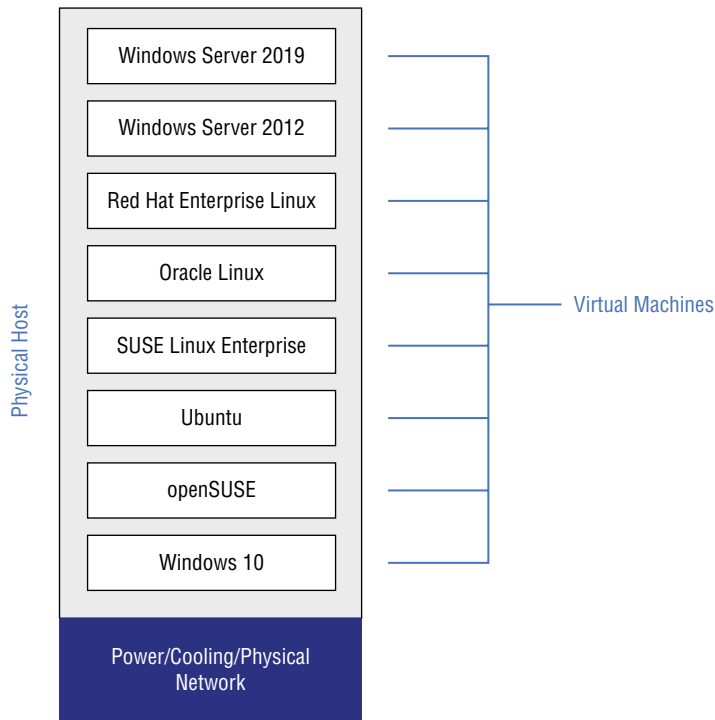 Windows Server 2019
Windows Server 2012
Red Hat Enterprise Linux
Oracle Linux
SUSE Linux Enterprise
Ubuntu
openSUSE
Windows 10
Physical Host
Virtual Machines
Power/Cooling/Physical
Network